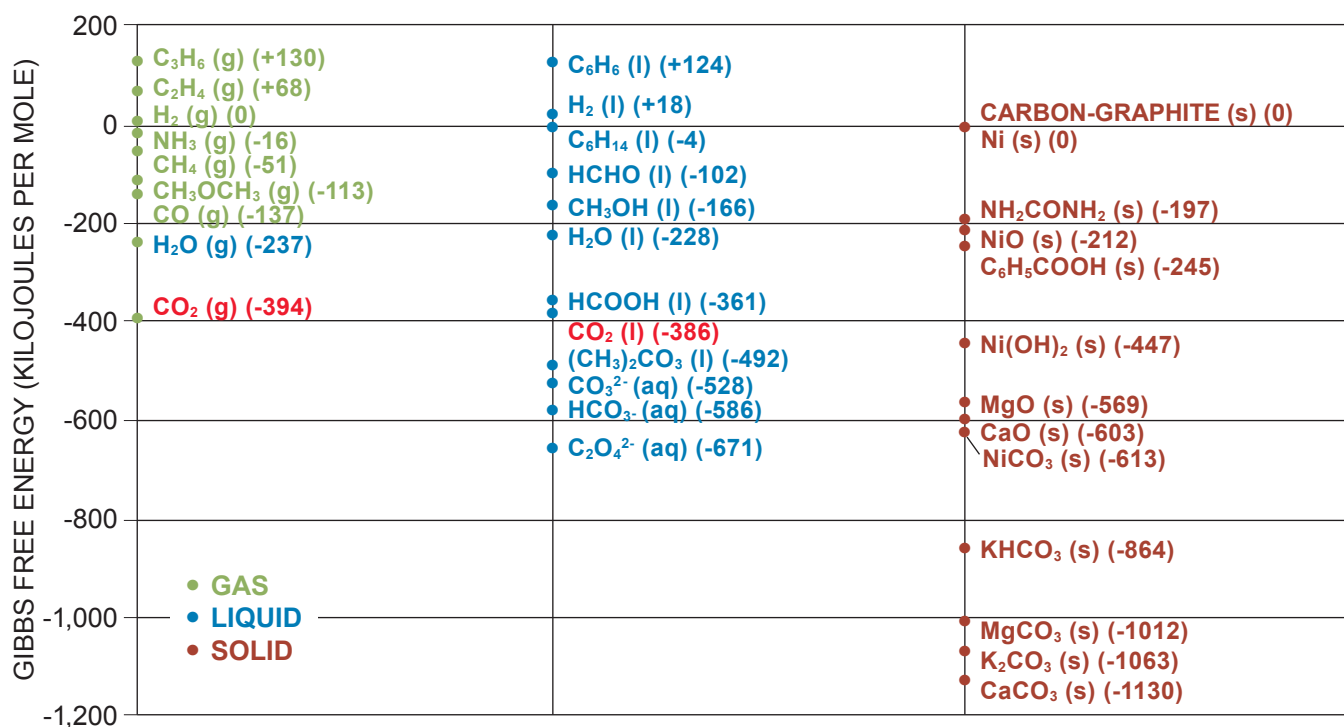 GIBBS FREE ENERGY (KILOJOULES PER MOLE)
200
0
-200
-400
-600
-800
-1,000
-1,200
C₃H₆ (g) (+130)
C₂H₄ (g) (+68)
H₂ (g) (0)
NH₃ (g) (-16)
CH₄ (g) (-51)
CH₃OCH₃ (g) (-113)
CO (g) (-137)
H₂O (g) (-237)
CO₂ (g) (-394)
GAS
LIQUID
SOLID
C₆H₆ (l) (+124)
H₂ (l) (+18)
C₆H₁₄ (l) (-4)
HCHO (l) (-102)
CH₃OH (l) (-166)
H₂O (l) (-228)
HCOOH (l) (-361)
CO₂ (l) (-386)
(CH₃)₂CO₃ (l) (-492)
CO₃²⁻ (aq) (-528)
HCO₃₋ (aq) (-586)
C₂O₄²⁻ (aq) (-671)
CARBON-GRAPHITE (s) (0)
Ni (s) (0)
NH₂CONH₂ (s) (-197)
NiO (s) (-212)
C₆H₅COOH (s) (-245)
Ni(OH)₂ (s) (-447)
MgO (s) (-569)
CaO (s) (-603)
NiCO₃ (s) (-613)
KHCO₃ (s) (-864)
MgCO₃ (s) (-1012)
K₂CO₃ (s) (-1063)
CaCO₃ (s) (-1130)